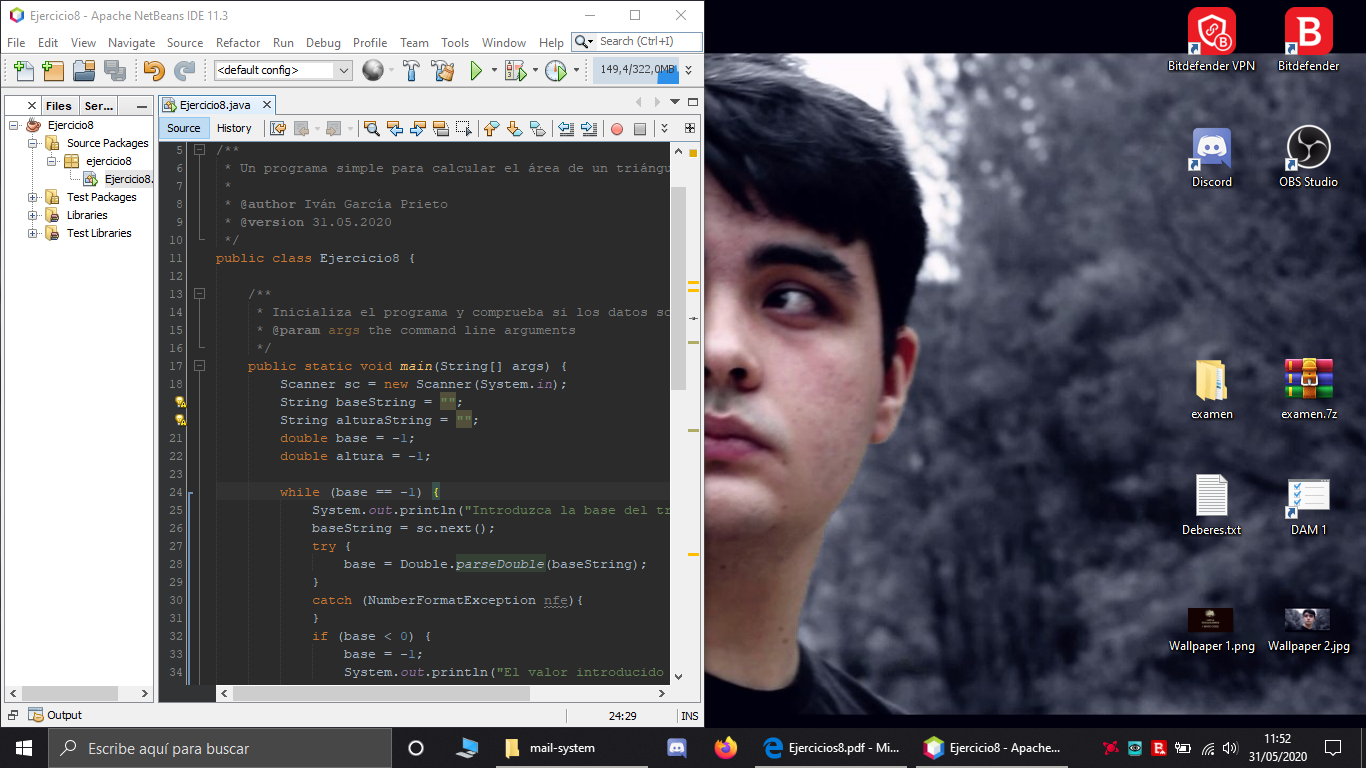 Ejercicio8 - Apache NetBeans IDE 11.3
File Edit View Navigate Source Refactor Run Debug Profile Team Tools Window Help Search (Ctrl+I)
<default config> 149,4/322,0MB
Files Ser...
Ejercicio8
Source Packages
ejercicio8
Ejercicio8.
Test Packages
Libraries
Test Libraries
Ejercicio8.java
Source History
5 /**
6 * Un programa simple para calcular el área de un triángu
7 *
8 * @author Iván García Prieto
9 * @version 31.05.2020
10 */
11 public class Ejercicio8 {
12
13 /**
14 * Inicializa el programa y comprueba si los datos so
15 * @param args the command line arguments
16 */
17 public static void main(String[] args) {
18 Scanner sc = new Scanner(System.in);
String baseString = "";
String alturaString = "";
21 double base = -1;
22 double altura = -1;
23
24 while (base == -1) {
25 System.out.println("Introduzca la base del tr
26 baseString = sc.next();
27 try {
28 base = Double.parseDouble(baseString);
29 }
30 catch (NumberFormatException nfe){
31 }
32 if (base < 0) {
33 base = -1;
34 System.out.println("El valor introducido
Output
24:29 INS
Bitdefender VPN
Bitdefender
Discord
OBS Studio
examen
examen.7z
Deberes.txt
DAM 1
Wallpaper 1.png
Wallpaper 2.jpg
Escribe aquí para buscar
mail-system
Ejercicios8.pdf - Mi...
Ejercicio8 - Apache...
11:52
31/05/2020